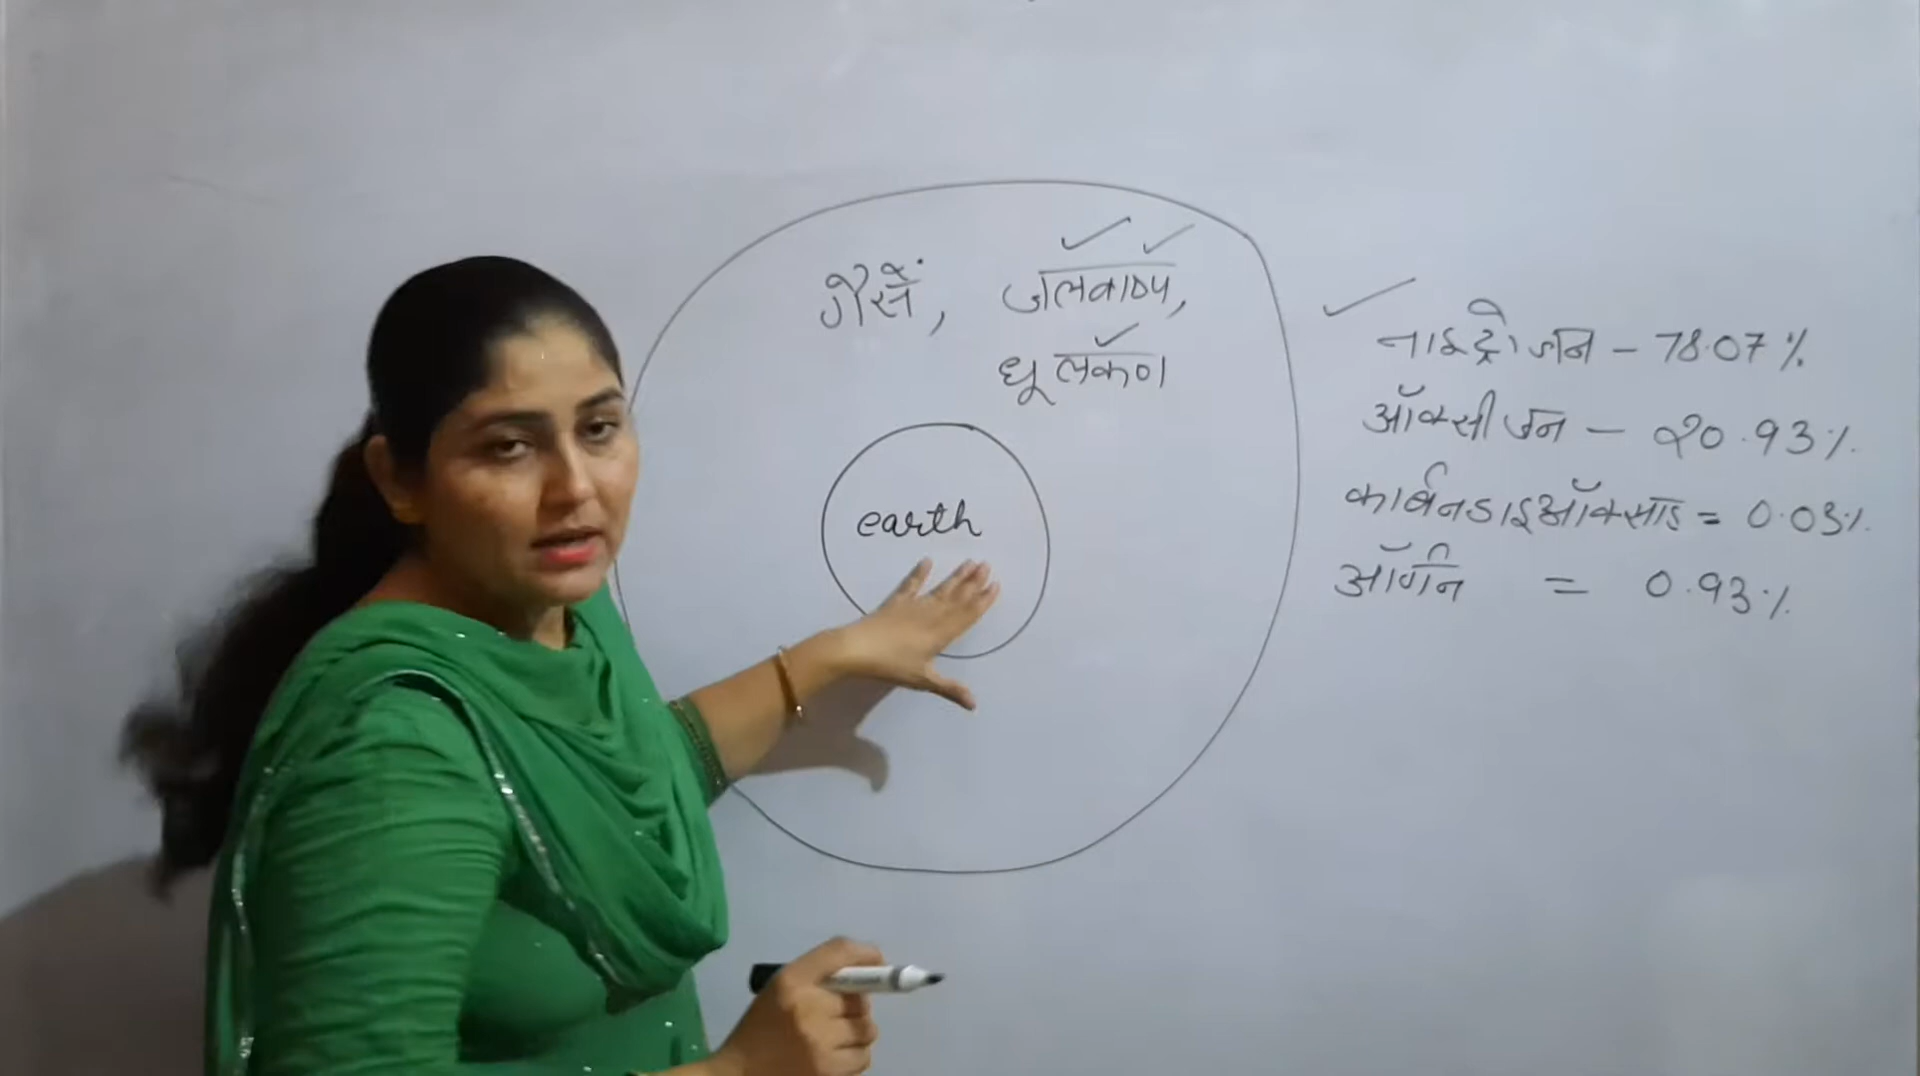 गैसें, जलवाष्प,
धूलकण
earth
नाइट्रोजन - 78.07%
ऑक्सीजन - 20.93%
कार्बनडाइऑक्साइड = 0.03%
ऑर्गन = 0.93%